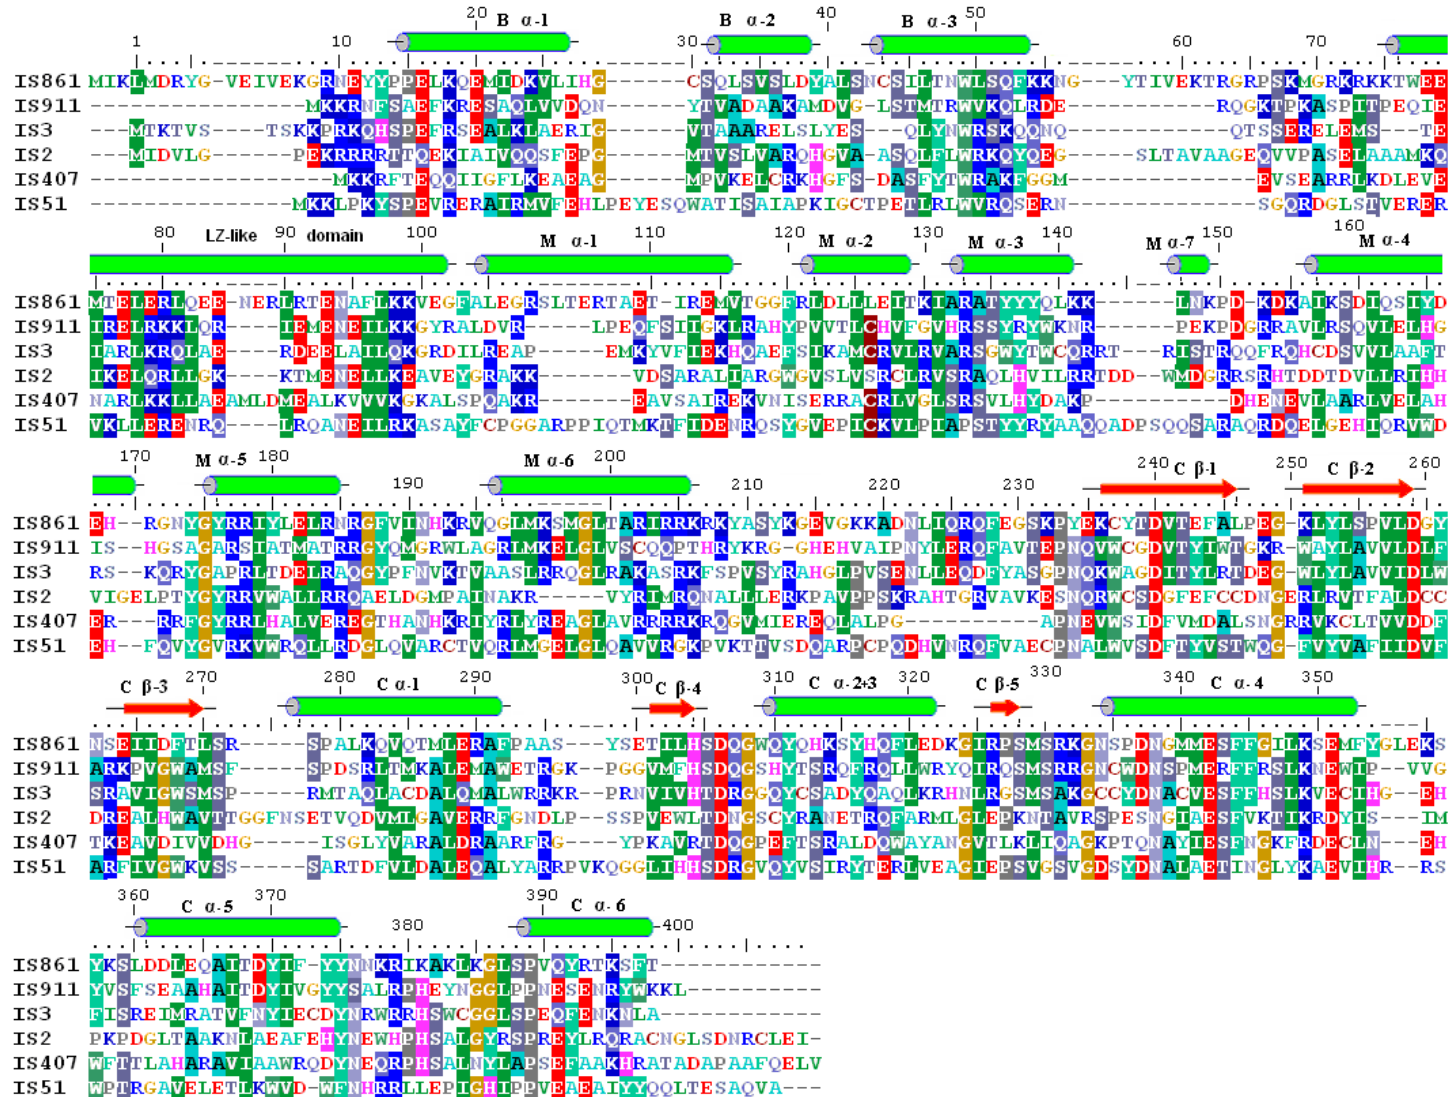 B α-1 B α-2 B α-3
1 10 20 30 40 50 60 70
IS861 MIKLMDRYG-VEIVEKGRNEYYPPELKQEMIDKVLIHG------CSQLSVSLDYALSNCSILTNWLSQFKKNG---YTIVEKTRGRPSKMGRKRKKTWEE
IS911 ----------------MKKRNFSAEFKRESAQLVVDQN------YTVADAAKAMDVG-LSTMTRWVKQLRDE-----------RQGKTPKASPITPEQIE
IS3 ---MTKTVS----TSKKPRKQHSPEFRSEALKLAERIG------VTAAARELSLYES--QLYNWRSKQQNQ------------QTSSERELEMS---TE
IS2 ---MIDVLG------PEKRRRRTTQEKIAIVQQSFEPG------MTVSLVARQHGVA-ASQLFLWRKQYQEG-----SLTAVAAGEQVVPASELAAAMKQ
IS407 ------------------MKKRFTEQQIIGFLKEAEAG------MPVKELCRKHGFS-DASFYTWRAKFGGM--------------EVSEARRLKDLEVE
IS51 ---------------MKKLPKYSPEVRERAIRMVFEHLPEYESQWATISAIAPKIGCTPETLRLWVRQSERN--------------SGQRDGLSTVERER
80 LZ-like 90 domain 100 M α-1 110 120 M α-2 130 M α-3 140 M α-7 150 160 M α-4
IS861 MTELERLQEE-NERLRTENAFLKKVEGFALEGRSLTERTAET-IREMVTGGFRLDLLLEITKIARATYYYQLKK------LNKPD-KDKAIKSDIQSIYD
IS911 IRELRKKLQR----IEMENEILKKGYRALDVR-----LPEQFSIIGKLRAHYPVVTLCHVFGVHRSSYRYWKNR------PEKPDGRRAVLRSQVLELHG
IS3 IARLKRQLAE----RDEELAILQKGRDILREAP----EMKYVFIEKHQAEFSIKAMCRVLRVARSGWYTWCQRRT--RISTRQQFRQHCDSVVLAAFT
IS2 IKELQRLLGK----KTMENELLKEAVEYGRAKK-------VDSARALIARGWGVSLVSRCLRVSRAQLHVILRRTDD--WMDGRRSRHTDDTDVLLRIHH
IS407 NARLKKLLAEAMLDMEALKVVVKGKALSPQAKR-------EAVSAIREKVNISERRACRLVGLSRSVLHYDAKP----------DHENEVLAARLVELAH
IS51 VKLLERENRQ----LRQANEILRKASAYFCPGGARPPIQTMKTFIDENRQSYGVEPICKVLPIAPSTYYRYAAQQADPSQQSARAQRDQELGEHIQRVWD
170 M α-5 180 190 M α-6 200 210 220 230 240 C β-1 250 C β-2 260
IS861 EH--RGNYGYRRIYLELRNRGFVINHKRVQGLMKSMGLTARIRRKRKYASYKGEVGKKADNLIQRQFEGSKPYEKCYTDVTEFALPEG-KLYLSPVLDGY
IS911 IS--HGSAGARSIATMATRRGYQMGRWLAGRLMKELGLVSCQQPTHRYKRG-GHEHVAIPNYLERQFAVTEPNQVWCGDVTYIWTGKR-WAYLAVVLDLF
IS3 RS--KQRYGAPRLTDELRAQGYPFNVKTVAASLRRQGLRAKASRKFSPVSYRAHGLPVSENLLEQDFYASGPNQKWAGDITYLRTDEG-WLYLAVVIDLW
IS2 VIGELPTYGYRRVWALLRRQAELDGMPAINAKR-----VYRIMRQNALLLERKPAVPPSKRAHTGRVAVKESNQRWCSDGFEFCCDNGERLRVTFALDCC
IS407 ER--RRFGYRRLHALVEREGTHANHKRIYRLYREAGLAVRRRRKRQGVMIEREQLALPG----------APNEVWSIDFVMDALSNGRRVKCLTVVDDF
IS51 EH--FQVYGVRKVWRQLLRDGLQVARCTVQRLMGELGLQAVVRGKPVKTTVSDQARPCPQDHVNRQFVAECPNALWVSDFTYVSTWQG-FVYVAFIIDVF
C β-3 270 280 C α-1 290 300 C β-4 310 C α-2+3 320 C β-5 330 340 C α-4 350
IS861 NSEIIDFTLSR-----SPALKQVQTMLERAFPAAS---YSETILHSDQGWQYQHKSYHQFLEDKGIRPSMSRKGNSPDNGMMESFFGILKSEMFYGLEKS
IS911 ARKPVGWAMSF-----SPDSRLTMKALEMAWETRGK--PGGVMFHSDQGSHYTSRQFRQLLWRYQIRQSMSRRGNCWDNSPMERFFRSLKNEWIP--VVG
IS3 SRAVIGWSMSP-----RMTAQLACDALQMALWRRKR--PRNVIVHTDRGGQYCSADYQAQLKRHNLRGSMSAKGCCYDNACVESFFHSLKVECIHG--EH
IS2 DREALHWAVTTGGFNSETVQDVMLGAVERRFGNDLP--SSPVEWLTDNGSCYRANETRQFARMLGLEPKNTAVRSPESNGIAESFVKTIKRDYIS---IM
IS407 TKEAVDIVVDHG-----ISGLYVARALDRAARFRG---YPKAVRTDQGPEFTSRALDQWAYANGVTLKLIQAGKPTQNAYIESFNGKFRDECLN---EH
IS51 ARFIVGWKVSS-----SARTDFVLDALEQALYARRPVKQGGLIHHSDRGVQYVSIRYTERLVEAGIEPSVGSVGDSYDNALAETINGLYKAEVIHR--RS
360 C α-5 370 380 390 C α-6 400
IS861 YKSLDDLEQAITDYIF-YYNNKRIKAKLKGLSPVQYRTKSFT------------
IS911 YVSFSEAAHAITDYIVGYYSALRPHEYNGGLPPNESENRYWKKL----------
IS3 FISREIMRATVFNYIECDYNRWRRHSWCGGLSPEQFENKNLA------------
IS2 PKPDGLTAAKNLAEAFEHYNEWHPHSALGYRSPREYLRQRACNGLSDNRCLEI-
IS407 WFTTLAHARAVIAAWRQDYNEQRPHSALNYLAPSEFAAKHRATADAPAAFQELV
IS51 WPTRGAVELETLKWVD-WFNHRRLLEPIGHIPPVEAEAIYYQQLTESAQVA---